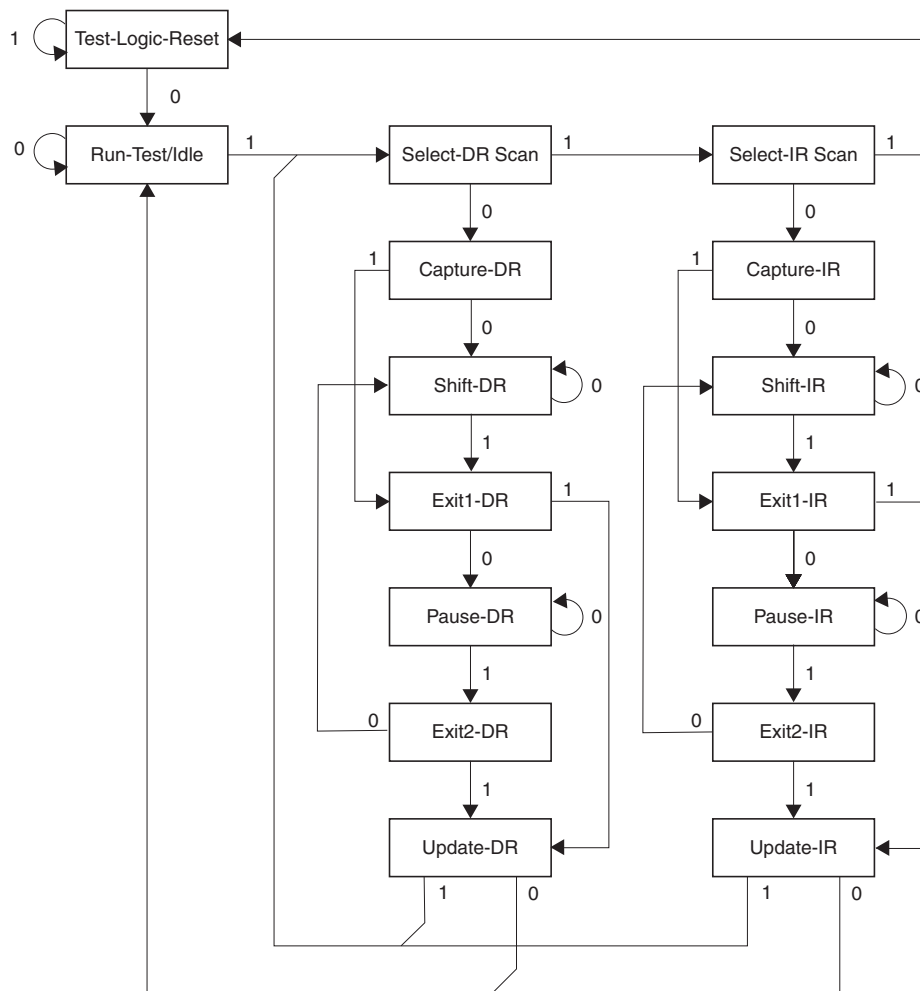 1 Test-Logic-Reset
0
0 Run-Test/Idle 1 Select-DR Scan 1 Select-IR Scan 1
0 0
1 Capture-DR 1 Capture-IR
0 0
Shift-DR 0 Shift-IR 0
1 1
Exit1-DR 1 Exit1-IR 1
0 0
Pause-DR 0 Pause-IR 0
1 1
0 Exit2-DR 0 Exit2-IR
1 1
Update-DR Update-IR
1 0 1 0